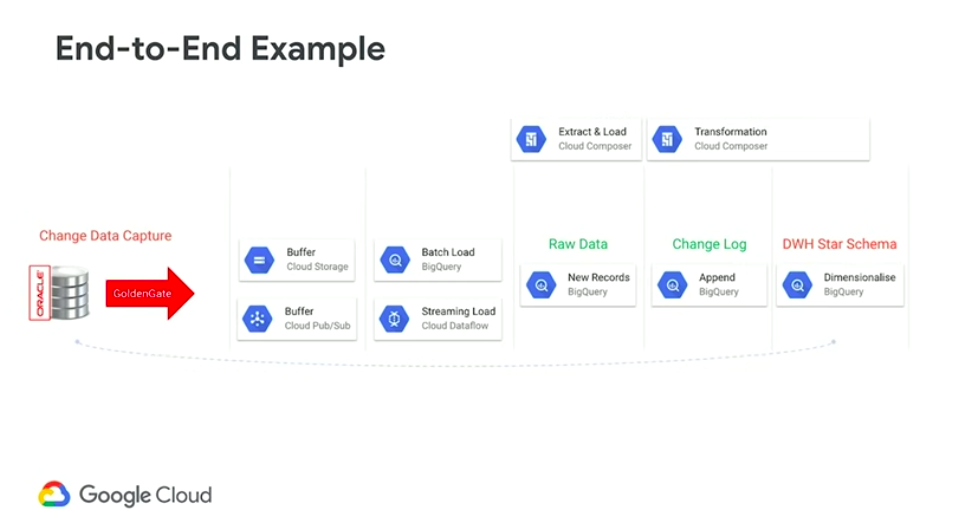 End-to-End Example
Extract & Load
Cloud Composer
Transformation
Cloud Composer
Change Data Capture
ORACLE
GoldenGate
Buffer
Cloud Storage
Buffer
Cloud Pub/Sub
Batch Load
BigQuery
Streaming Load
Cloud Dataflow
Raw Data
New Records
BigQuery
Change Log
Append
BigQuery
DWH Star Schema
Dimensionalise
BigQuery
Google Cloud